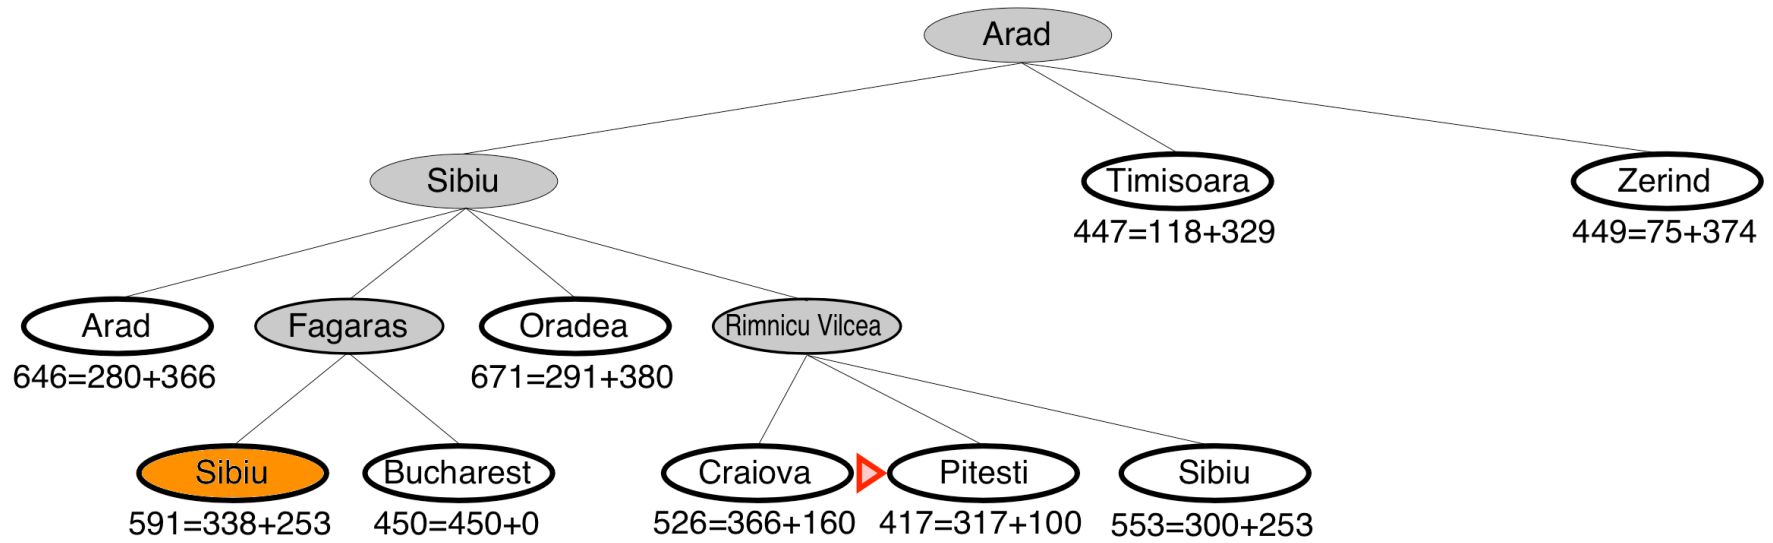 Arad
Sibiu
Timisoara
Zerind
447=118+329
449=75+374
Arad
Fagaras
Oradea
Rimnicu Vilcea
646=280+366
671=291+380
Sibiu
Bucharest
Craiova
Pitesti
Sibiu
591=338+253
450=450+0
526=366+160
417=317+100
553=300+253